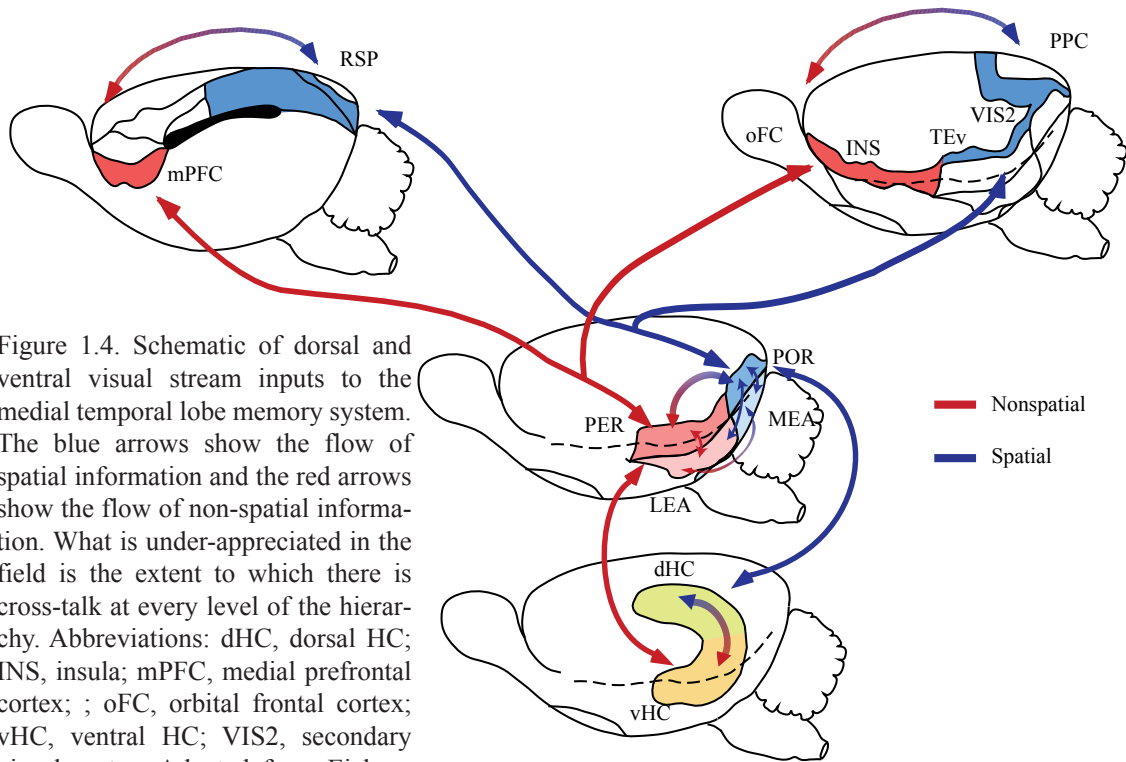 RSP
mPFC
PPC
VIS2
TEv
INS
oFC
Figure 1.4. Schematic of dorsal and
ventral visual stream inputs to the
medial temporal lobe memory system.
The blue arrows show the flow of
spatial information and the red arrows
show the flow of non-spatial informa-
tion. What is under-appreciated in the
field is the extent to which there is
cross-talk at every level of the hierar-
chy. Abbreviations: dHC, dorsal HC;
INS, insula; mPFC, medial prefrontal
cortex; ; oFC, orbital frontal cortex;
vHC, ventral HC; VIS2, secondary
POR
PER
MEA
LEA
Nonspatial
Spatial
dHC
vHC